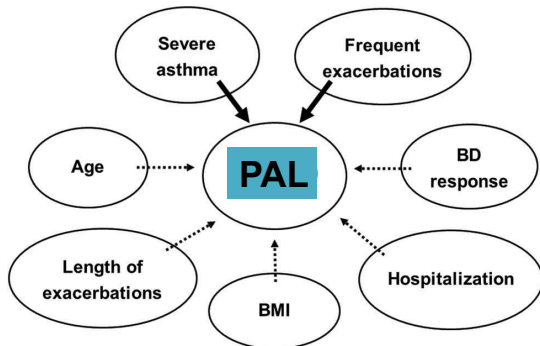 Severe
asthma
Frequent
exacerbations
Age
PAL
BD
response
Length of
exacerbations
BMI
Hospitalization